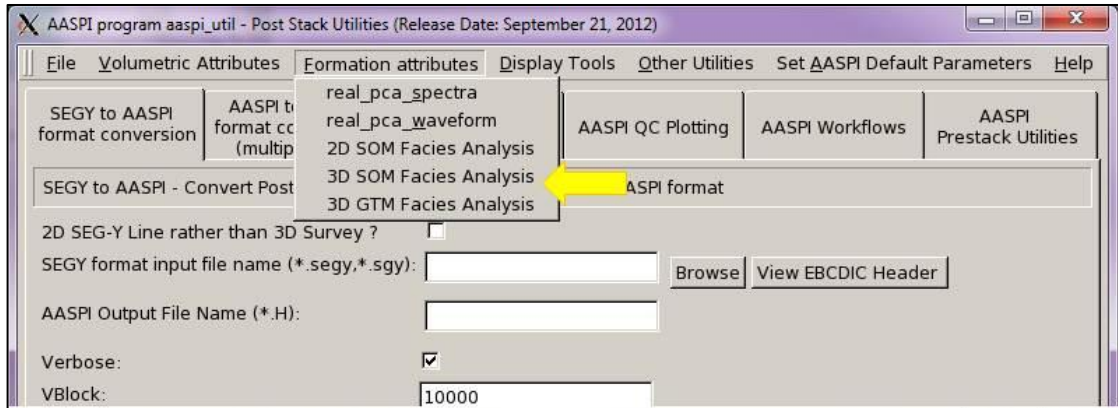 AASPI program aaspi_util - Post Stack Utilities (Release Date: September 21, 2012)
File Volumetric Attributes Formation attributes Display Tools Other Utilities Set AASPI Default Parameters Help
real_pca_spectra
real_pca_waveform
2D SOM Facies Analysis
3D SOM Facies Analysis
3D GTM Facies Analysis
SEGY to AASPI
format conversion
AASPI
format
AASPI QC Plotting
AASPI Workflows
AASPI
Prestack Utilities
SEGY to AASPI - Convert Post
format
2D SEG-Y Line rather than 3D Survey ?
SEGY format input file name (*.segy,*.sgy):
Browse
View EBCDIC Header
AASPI Output File Name (*.H):
Verbose:
VBlock:
10000